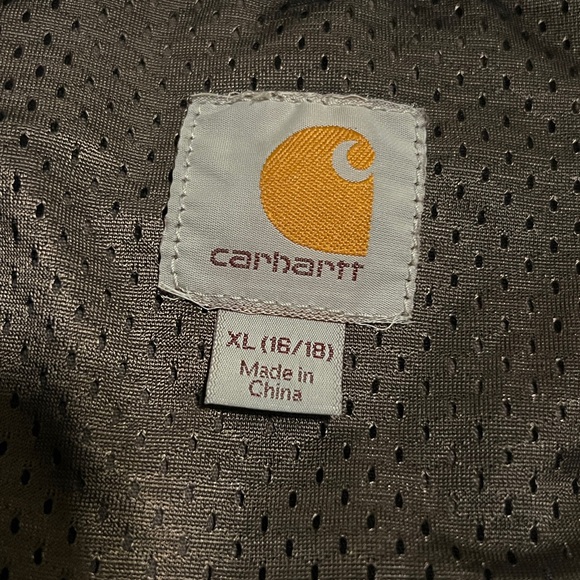 carhartt
XL (16/18)
Made in
China